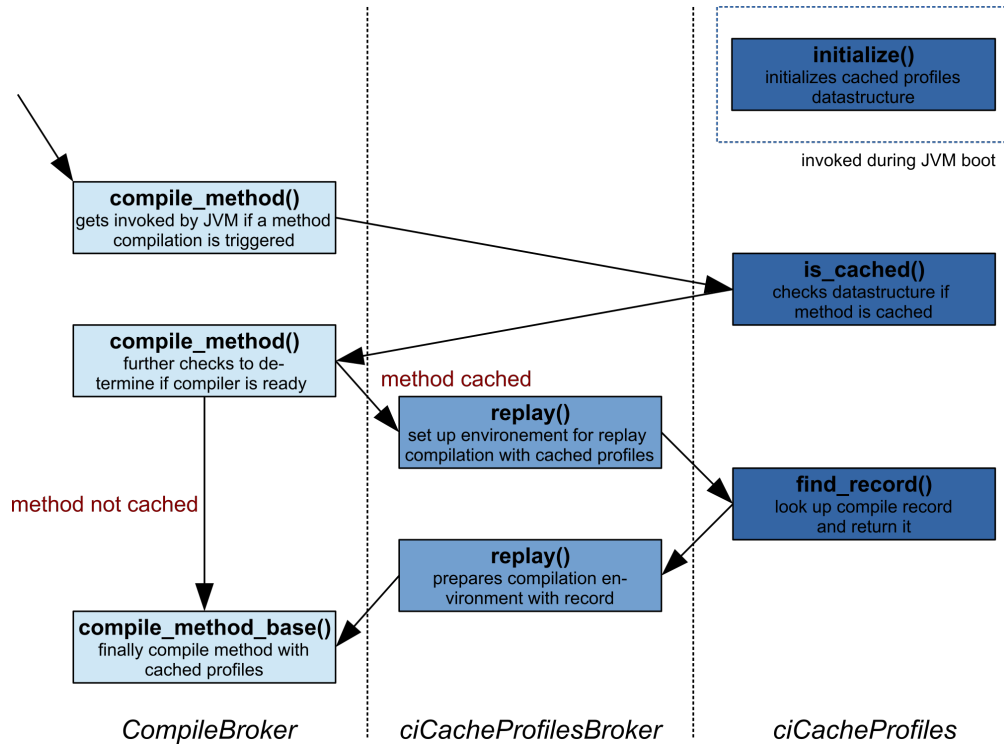 initialize()
initializes cached profiles
datastructure
invoked during JVM boot
compile_method()
gets invoked by JVM if a method
compilation is triggered
is_cached()
checks datastructure if
method is cached
compile_method()
further checks to de-
termine if compiler is ready
method cached
replay()
set up environement for replay
compilation with cached profiles
method not cached
find_record()
look up compile record
and return it
replay()
prepares compilation en-
vironment with record
compile_method_base()
finally compile method with
cached profiles
CompileBroker
ciCacheProfilesBroker
ciCacheProfiles